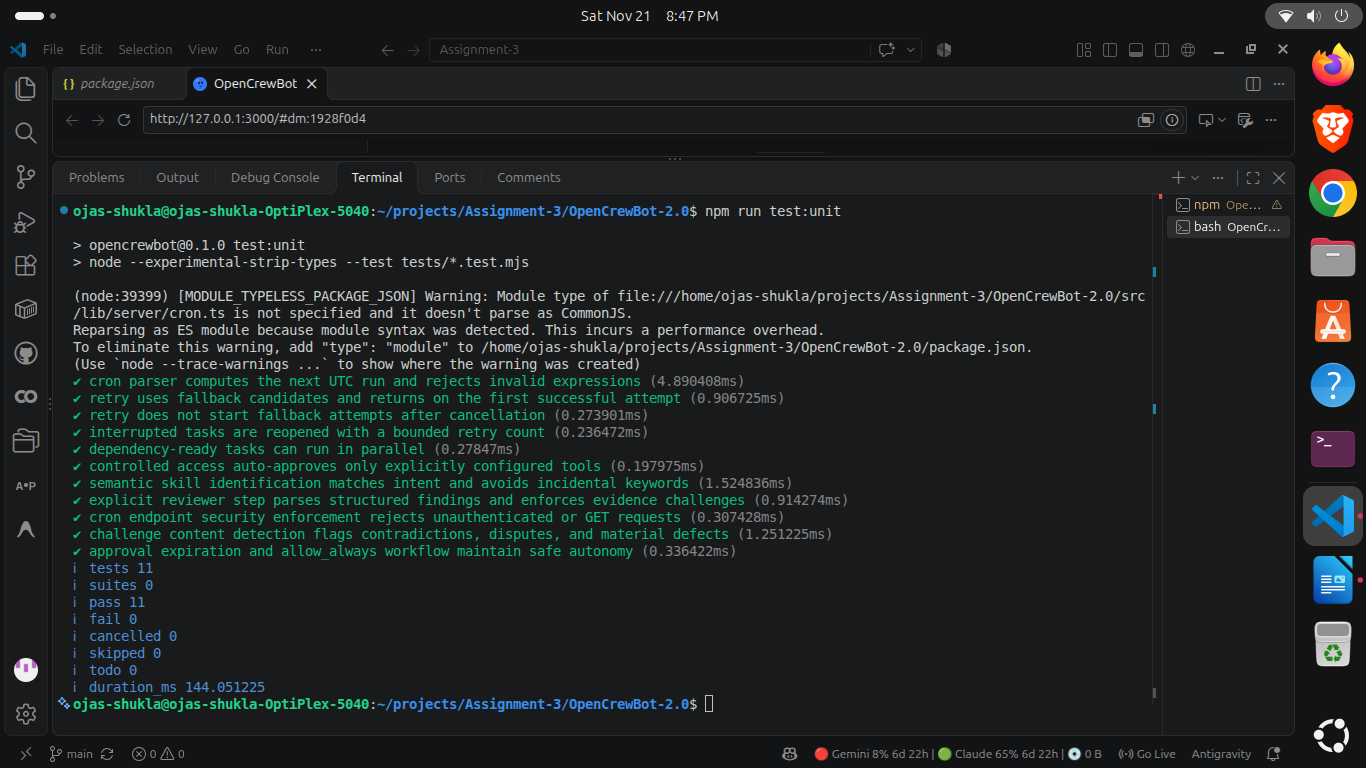 Sat Nov 21 8:47 PM
File Edit Selection View Go Run ··· Assignment-3
{} package.json OpenCrewBot
http://127.0.0.1:3000/#dm:1928f0d4
Problems Output Debug Console Terminal Ports Comments
ojas-shukla@ojas-shukla-OptiPlex-5040:~/projects/Assignment-3/OpenCrewBot-2.0$ npm run test:unit
> opencrewbot@0.1.0 test:unit
> node --experimental-strip-types --test tests/*.test.mjs
(node:39399) [MODULE_TYPELESS_PACKAGE_JSON] Warning: Module type of file:///home/ojas-shukla/projects/Assignment-3/OpenCrewBot-2.0/src
/lib/server/cron.ts is not specified and it doesn't parse as CommonJS.
Reparsing as ES module because module syntax was detected. This incurs a performance overhead.
To eliminate this warning, add "type": "module" to /home/ojas-shukla/projects/Assignment-3/OpenCrewBot-2.0/package.json.
(Use `node --trace-warnings ...` to show where the warning was created)
✔ cron parser computes the next UTC run and rejects invalid expressions (4.890408ms)
✔ retry uses fallback candidates and returns on the first successful attempt (0.906725ms)
✔ retry does not start fallback attempts after cancellation (0.273901ms)
✔ interrupted tasks are reopened with a bounded retry count (0.236472ms)
✔ dependency-ready tasks can run in parallel (0.27847ms)
✔ controlled access auto-approves only explicitly configured tools (0.197975ms)
✔ semantic skill identification matches intent and avoids incidental keywords (1.524836ms)
✔ explicit reviewer step parses structured findings and enforces evidence challenges (0.914274ms)
✔ cron endpoint security enforcement rejects unauthenticated or GET requests (0.307428ms)
✔ challenge content detection flags contradictions, disputes, and material defects (1.251225ms)
✔ approval expiration and allow_always workflow maintain safe autonomy (0.336422ms)
i tests 11
i suites 0
i pass 11
i fail 0
i cancelled 0
i skipped 0
i todo 0
i duration_ms 144.051225
ojas-shukla@ojas-shukla-OptiPlex-5040:~/projects/Assignment-3/OpenCrewBot-2.0$
npm Ope...
bash OpenCr...
A•P
main 0 0 Gemini 8% 6d 22h | Claude 65% 6d 22h | 0 B Go Live Antigravity